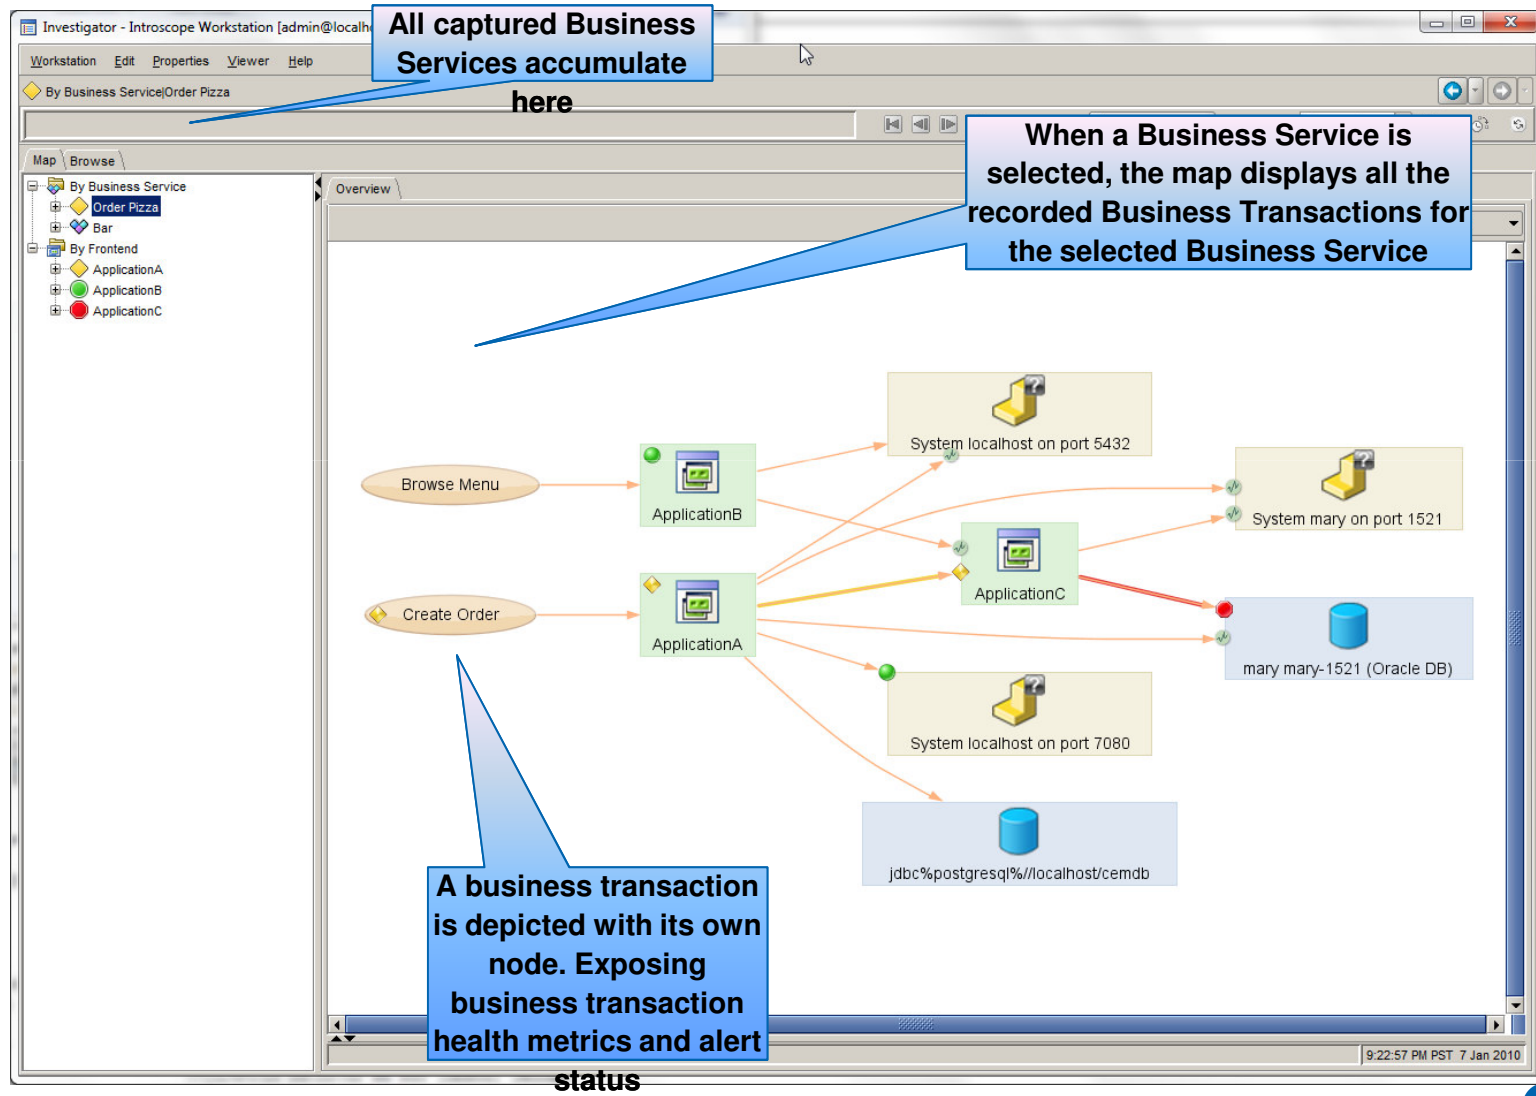 Investigator - Introscope Workstation [admin@localho
All captured Business
Services accumulate
here
Workstation Edit Properties Viewer Help
By Business Service|Order Pizza
When a Business Service is
selected, the map displays all the
recorded Business Transactions for
the selected Business Service
Map Browse
By Business Service
Order Pizza
Bar
By Frontend
ApplicationA
ApplicationB
ApplicationC
Overview
System localhost on port 5432
Browse Menu
ApplicationB
System mary on port 1521
ApplicationC
Create Order
ApplicationA
mary mary-1521 (Oracle DB)
System localhost on port 7080
jdbc%postgresql%//localhost/cemdb
A business transaction
is depicted with its own
node. Exposing
business transaction
health metrics and alert
status
9:22:57 PM PST 7 Jan 2010